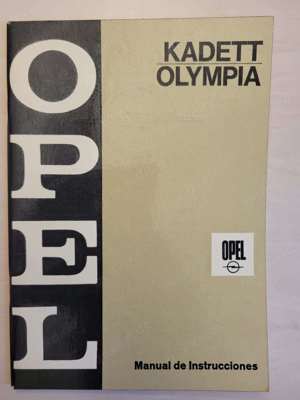 OPEL
KADETT
OLYMPIA
OPEL
Manual de Instrucciones